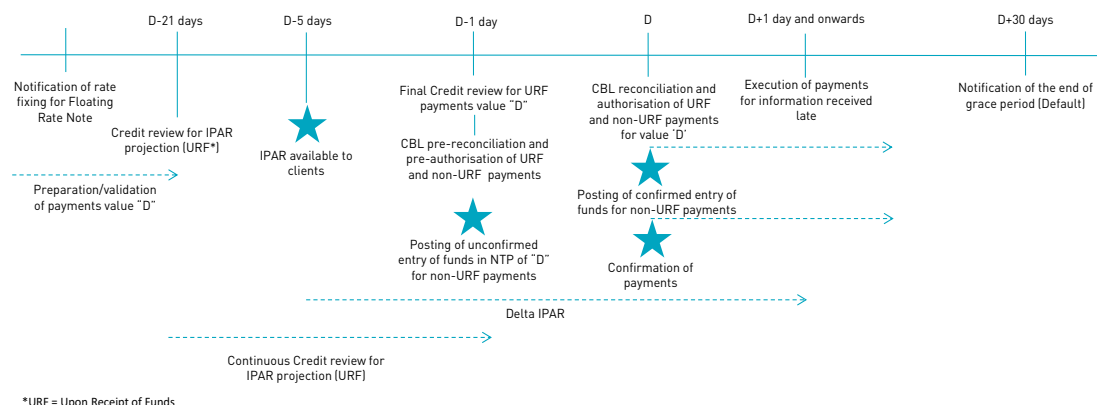 D-21 days
D-5 days
D-1 day
D
D+1 day and onwards
D+30 days
Notification of rate
fixing for Floating
Rate Note
Credit review for IPAR
projection (URF*)
Preparation/validation
of payments value “D”
IPAR available to
clients
Final Credit review for URF
payments value “D”
CBL pre-reconciliation and
pre-authorisation of URF
and non-URF payments
Posting of unconfirmed
entry of funds in NTP of “D”
for non-URF payments
CBL reconciliation and
authorisation of URF
and non-URF payments
for value ‘D’
Posting of confirmed entry of
funds for non-URF payments
Confirmation of
payments
Execution of payments
for information received
late
Notification of the end of
grace period (Default)
Delta IPAR
Continuous Credit review for
IPAR projection (URF)
*URF = Upon Receipt of Funds